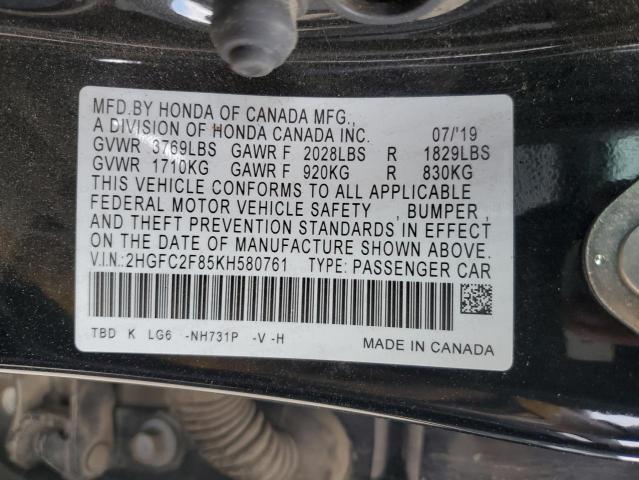 MFD.BY HONDA OF CANADA MFG.,
A DIVISION OF HONDA CANADA INC. 07/'19
GVWR 3769LBS GAWR F 2028LBS R 1829LBS
GVWR 1710KG GAWR F 920KG R 830KG
THIS VEHICLE CONFORMS TO ALL APPLICABLE
FEDERAL MOTOR VEHICLE SAFETY , BUMPER ,
AND THEFT PREVENTION STANDARDS IN EFFECT
ON THE DATE OF MANUFACTURE SHOWN ABOVE.
V.I.N.:2HGFC2F85KH580761 TYPE: PASSENGER CAR
TBD K LG6 -NH731P -V -H
MADE IN CANADA